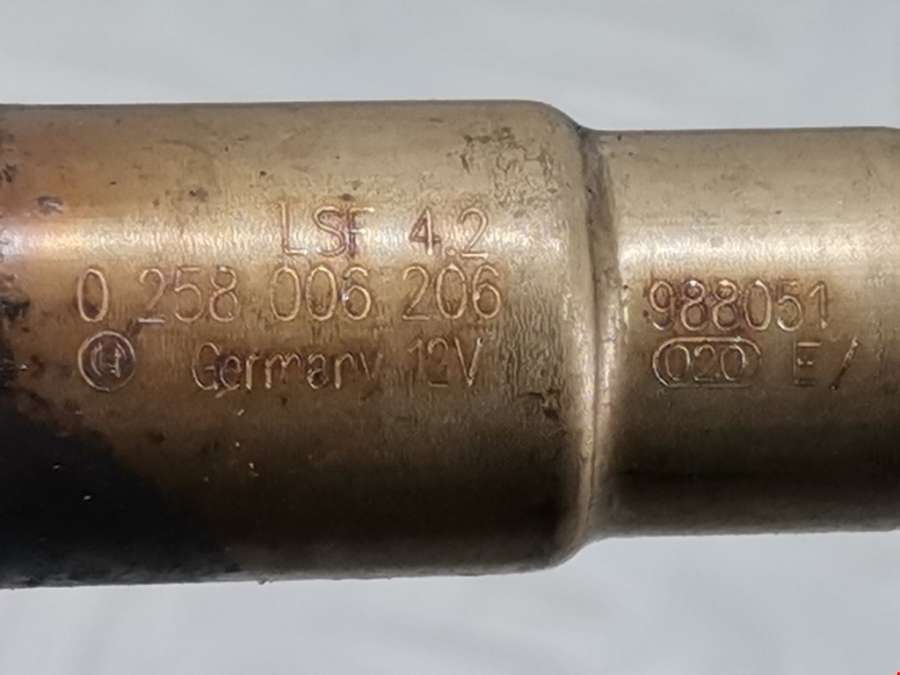 LSF 4.2
0 258 006 206
Germany 12V
988051
020 E/